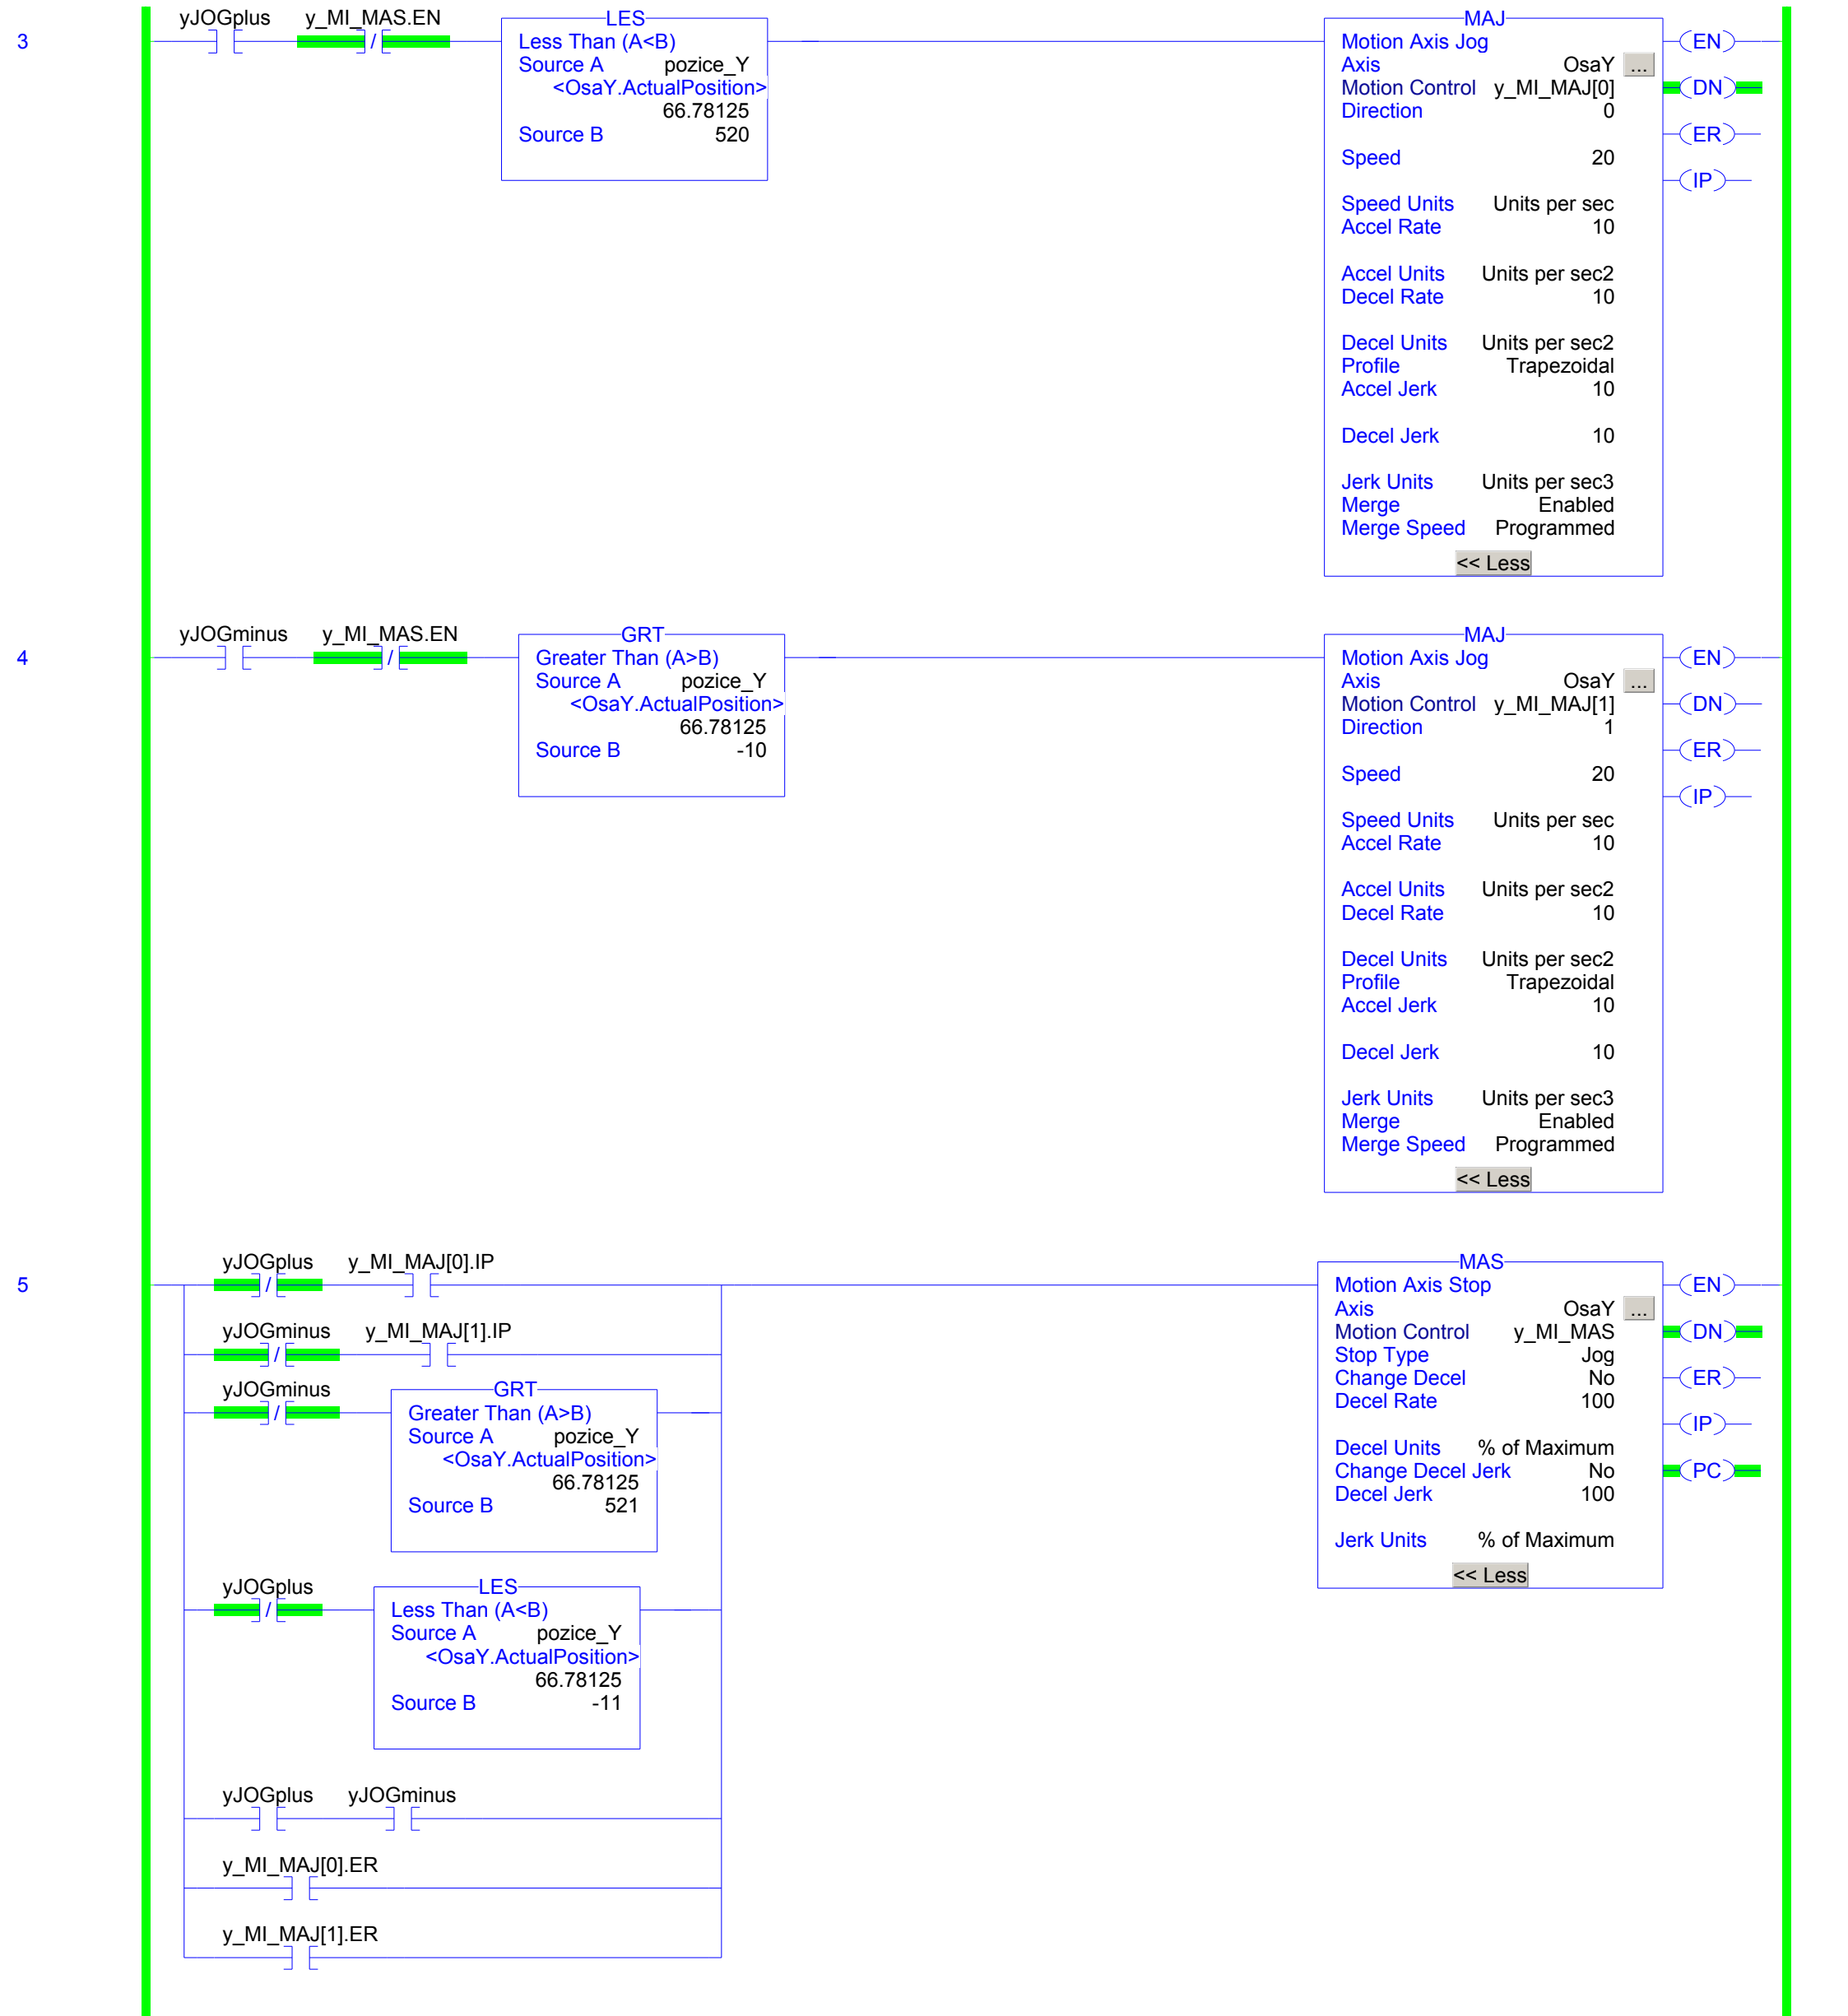 3
yJOGplus y_MI_MAS.EN
LES
Less Than (A<B)
Source A pozice_Y
<OsaY.ActualPosition>
66.78125
Source B 520
MAJ
Motion Axis Jog
Axis OsaY ...
Motion Control y_MI_MAJ[0]
Direction 0
Speed 20
Speed Units Units per sec
Accel Rate 10
Accel Units Units per sec2
Decel Rate 10
Decel Units Units per sec2
Profile Trapezoidal
Accel Jerk 10
Decel Jerk 10
Jerk Units Units per sec3
Merge Enabled
Merge Speed Programmed
<< Less
EN
DN
ER
IP
4
yJOGminus y_MI_MAS.EN
GRT
Greater Than (A>B)
Source A pozice_Y
<OsaY.ActualPosition>
66.78125
Source B -10
MAJ
Motion Axis Jog
Axis OsaY ...
Motion Control y_MI_MAJ[1]
Direction 1
Speed 20
Speed Units Units per sec
Accel Rate 10
Accel Units Units per sec2
Decel Rate 10
Decel Units Units per sec2
Profile Trapezoidal
Accel Jerk 10
Decel Jerk 10
Jerk Units Units per sec3
Merge Enabled
Merge Speed Programmed
<< Less
EN
DN
ER
IP
5
yJOGplus y_MI_MAJ[0].IP
yJOGminus y_MI_MAJ[1].IP
yJOGminus
GRT
Greater Than (A>B)
Source A pozice_Y
<OsaY.ActualPosition>
66.78125
Source B 521
yJOGplus
LES
Less Than (A<B)
Source A pozice_Y
<OsaY.ActualPosition>
66.78125
Source B -11
yJOGplus yJOGminus
y_MI_MAJ[0].ER
y_MI_MAJ[1].ER
MAS
Motion Axis Stop
Axis OsaY ...
Motion Control y_MI_MAS
Stop Type Jog
Change Decel No
Decel Rate 100
Decel Units % of Maximum
Change Decel Jerk No
Decel Jerk 100
Jerk Units % of Maximum
<< Less
EN
DN
ER
IP
PC